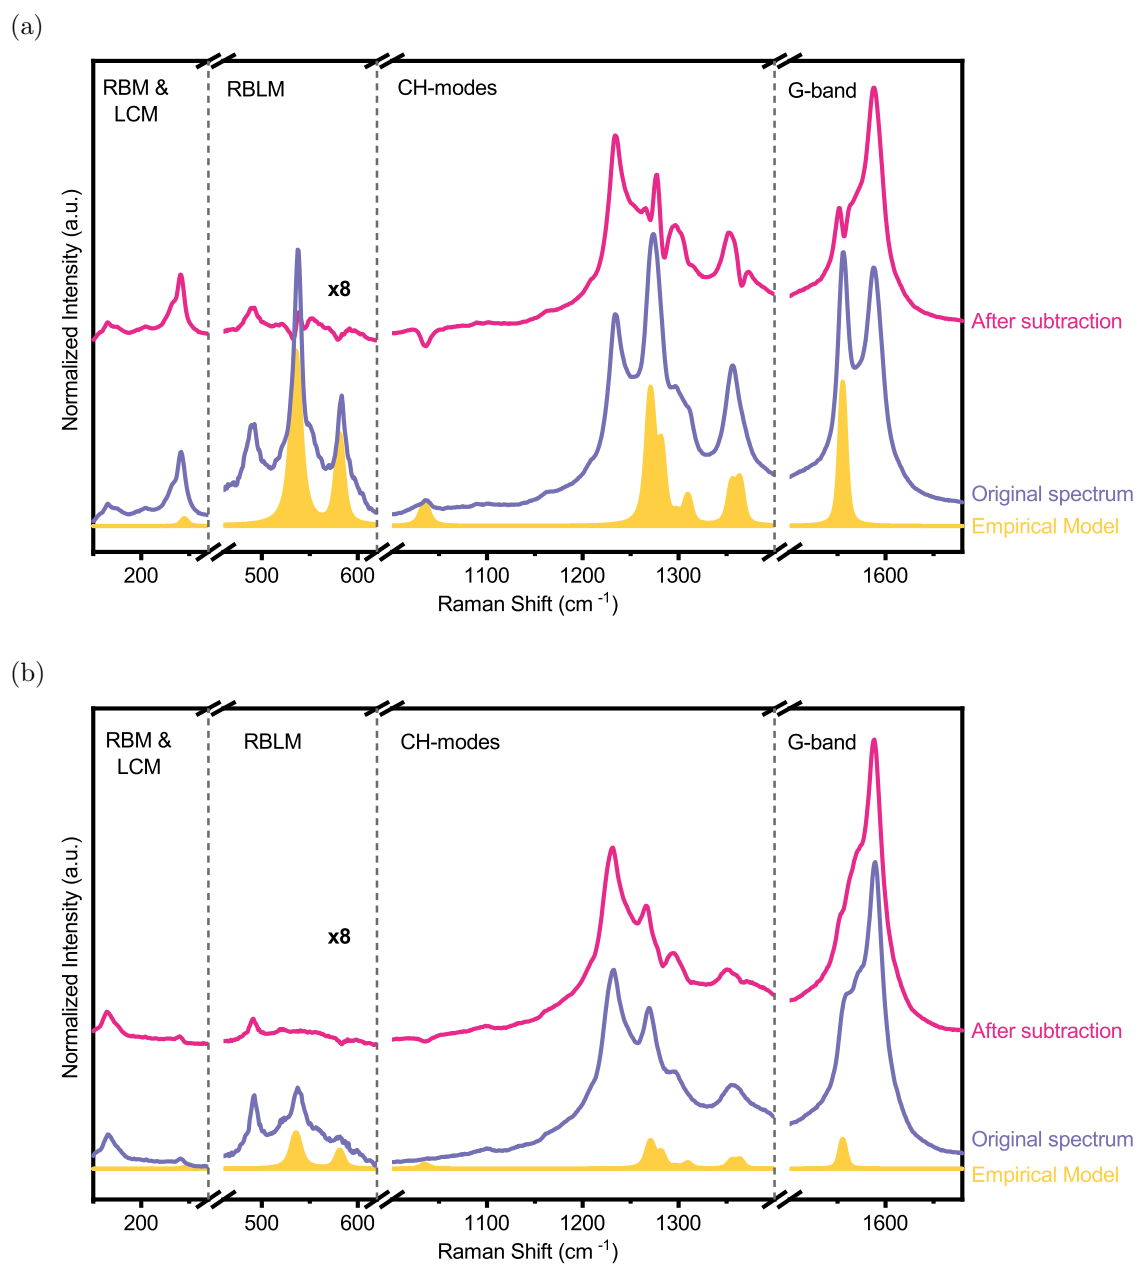 (a)
RBM &
LCM
RBLM
CH-modes
G-band
x8
Normalized Intensity (a.u.)
After subtraction
Original spectrum
Empirical Model
200
500
600
1100
1200
1300
1600
Raman Shift (cm⁻¹)
(b)
RBM &
LCM
RBLM
CH-modes
G-band
x8
Normalized Intensity (a.u.)
After subtraction
Original spectrum
Empirical Model
200
500
600
1100
1200
1300
1600
Raman Shift (cm⁻¹)